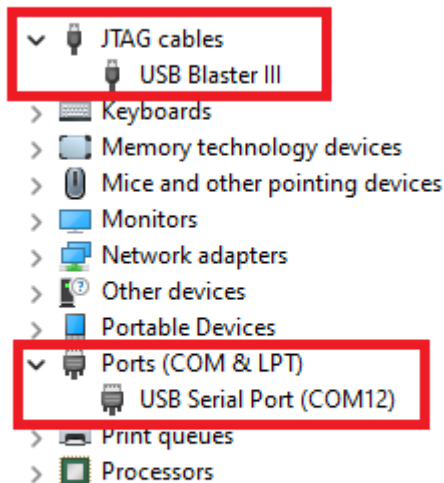 JTAG cables
USB Blaster III
Keyboards
Memory technology devices
Mice and other pointing devices
Monitors
Network adapters
Other devices
Portable Devices
Ports (COM & LPT)
USB Serial Port (COM12)
Print queues
Processors